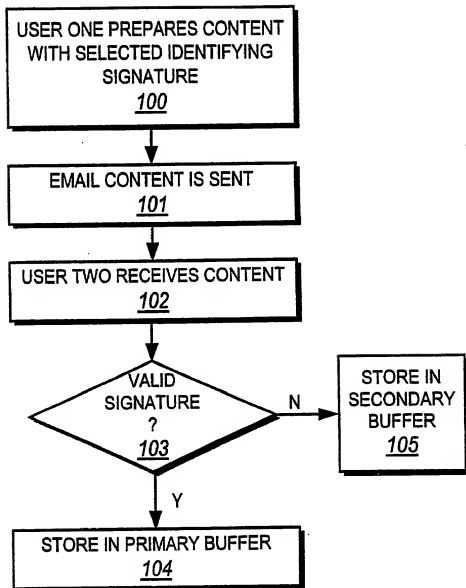 USER ONE PREPARES CONTENT
WITH SELECTED IDENTIFYING
SIGNATURE
100
EMAIL CONTENT IS SENT
101
USER TWO RECEIVES CONTENT
102
VALID
SIGNATURE
?
103
N
STORE IN
SECONDARY
BUFFER
105
Y
STORE IN PRIMARY BUFFER
104